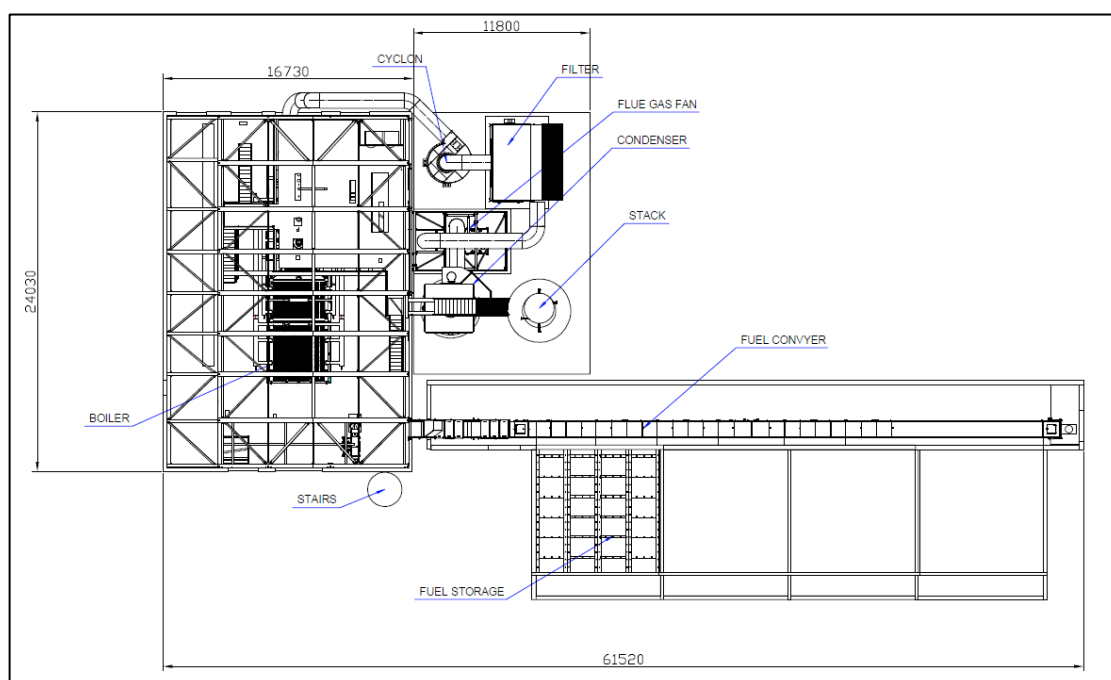 11800
CYCLON
16730
FILTER
FLUE GAS FAN
CONDENSER
STACK
24030
FUEL CONVYER
BOILER
STAIRS
FUEL STORAGE
61520